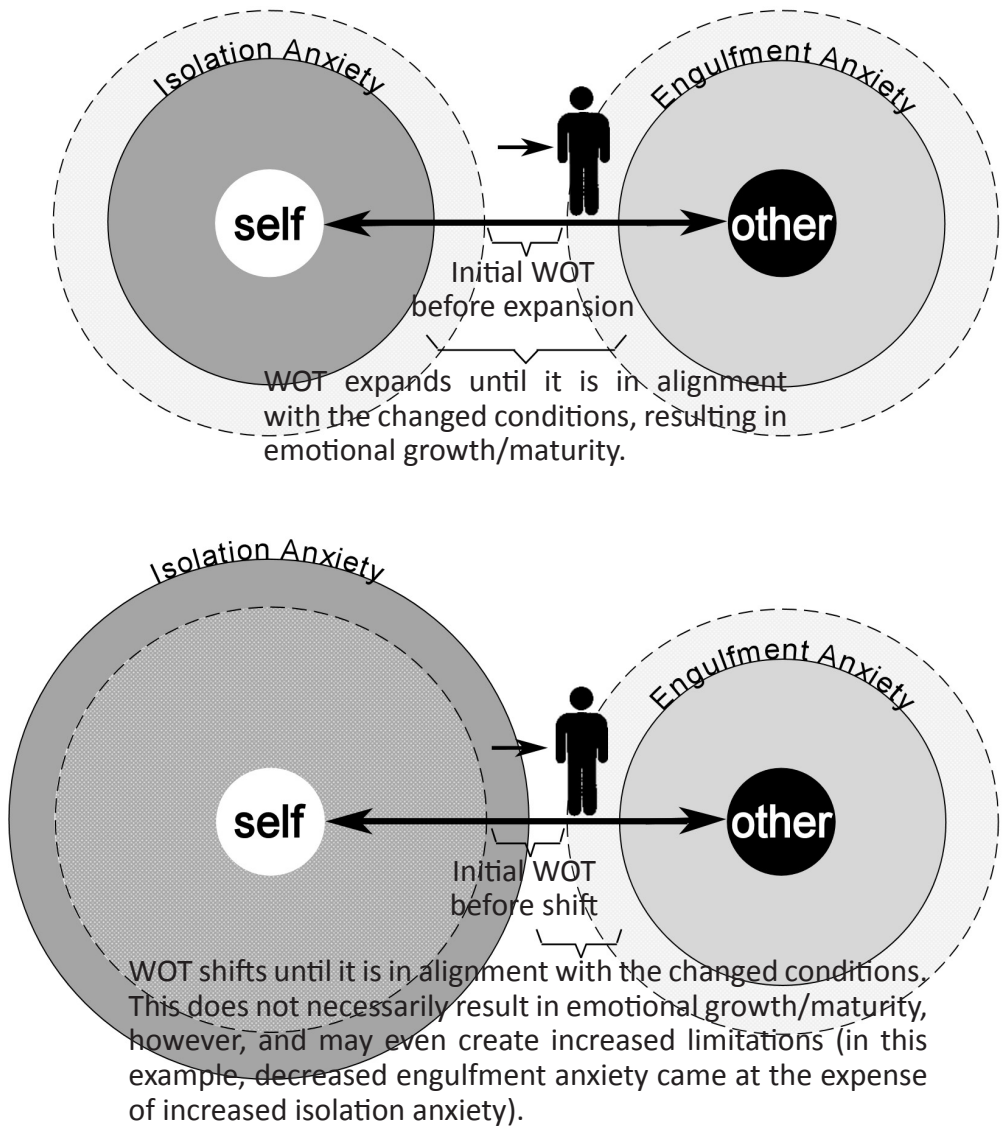 Isolation Anxiety
Engulfment Anxiety
self
other
Initial WOT
before expansion
WOT expands until it is in alignment
with the changed conditions, resulting in
emotional growth/maturity.
Isolation Anxiety
Engulfment Anxiety
self
other
Initial WOT
before shift
WOT shifts until it is in alignment with the changed conditions.
This does not necessarily result in emotional growth/maturity,
however, and may even create increased limitations (in this
example, decreased engulfment anxiety came at the expense
of increased isolation anxiety).